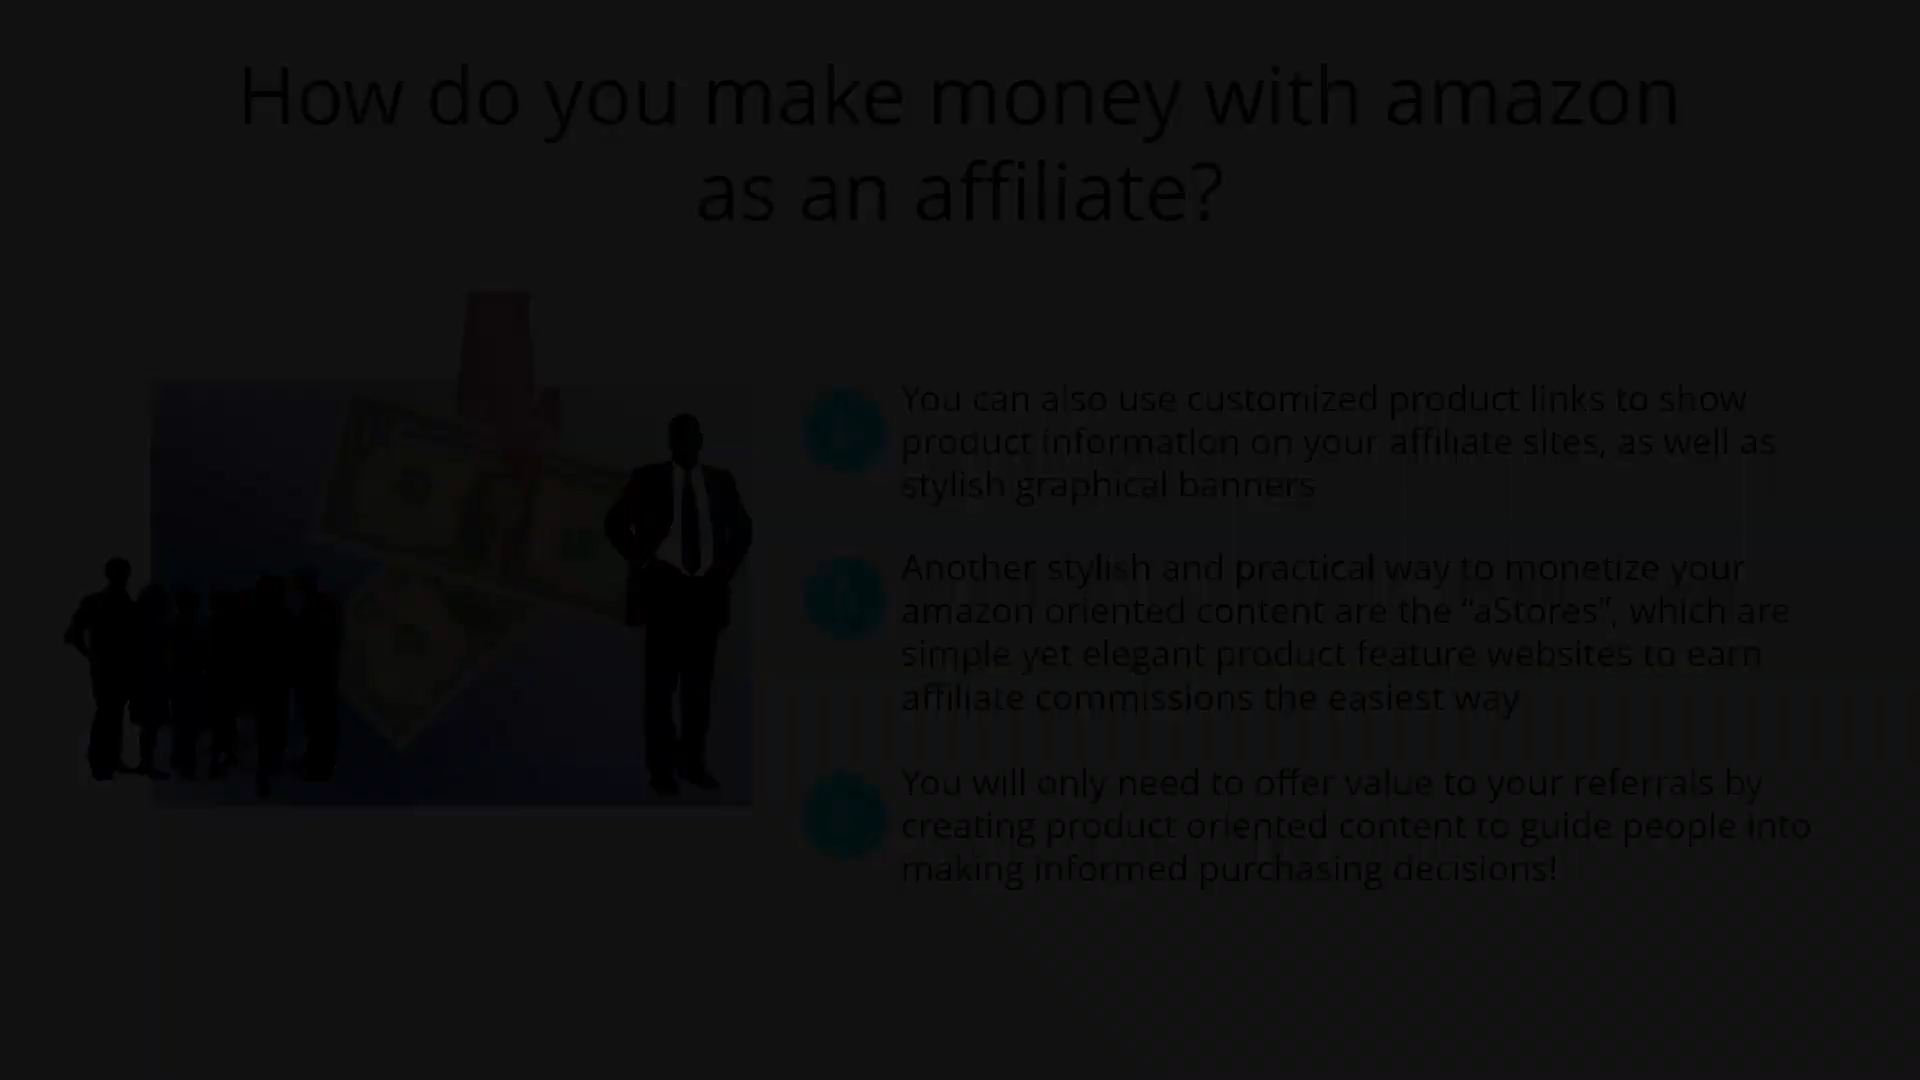 How do you make money with amazon
as an affiliate?
You can also use customized product links to show
product information on your affiliate sites, as well as
stylish graphical banners
Another stylish and practical way to monetize your
amazon oriented content are the “aStores”, which are
simple yet elegant product feature websites to earn
affiliate commissions the easiest way
You will only need to offer value to your referrals by
creating product oriented content to guide people into
making informed purchasing decisions!